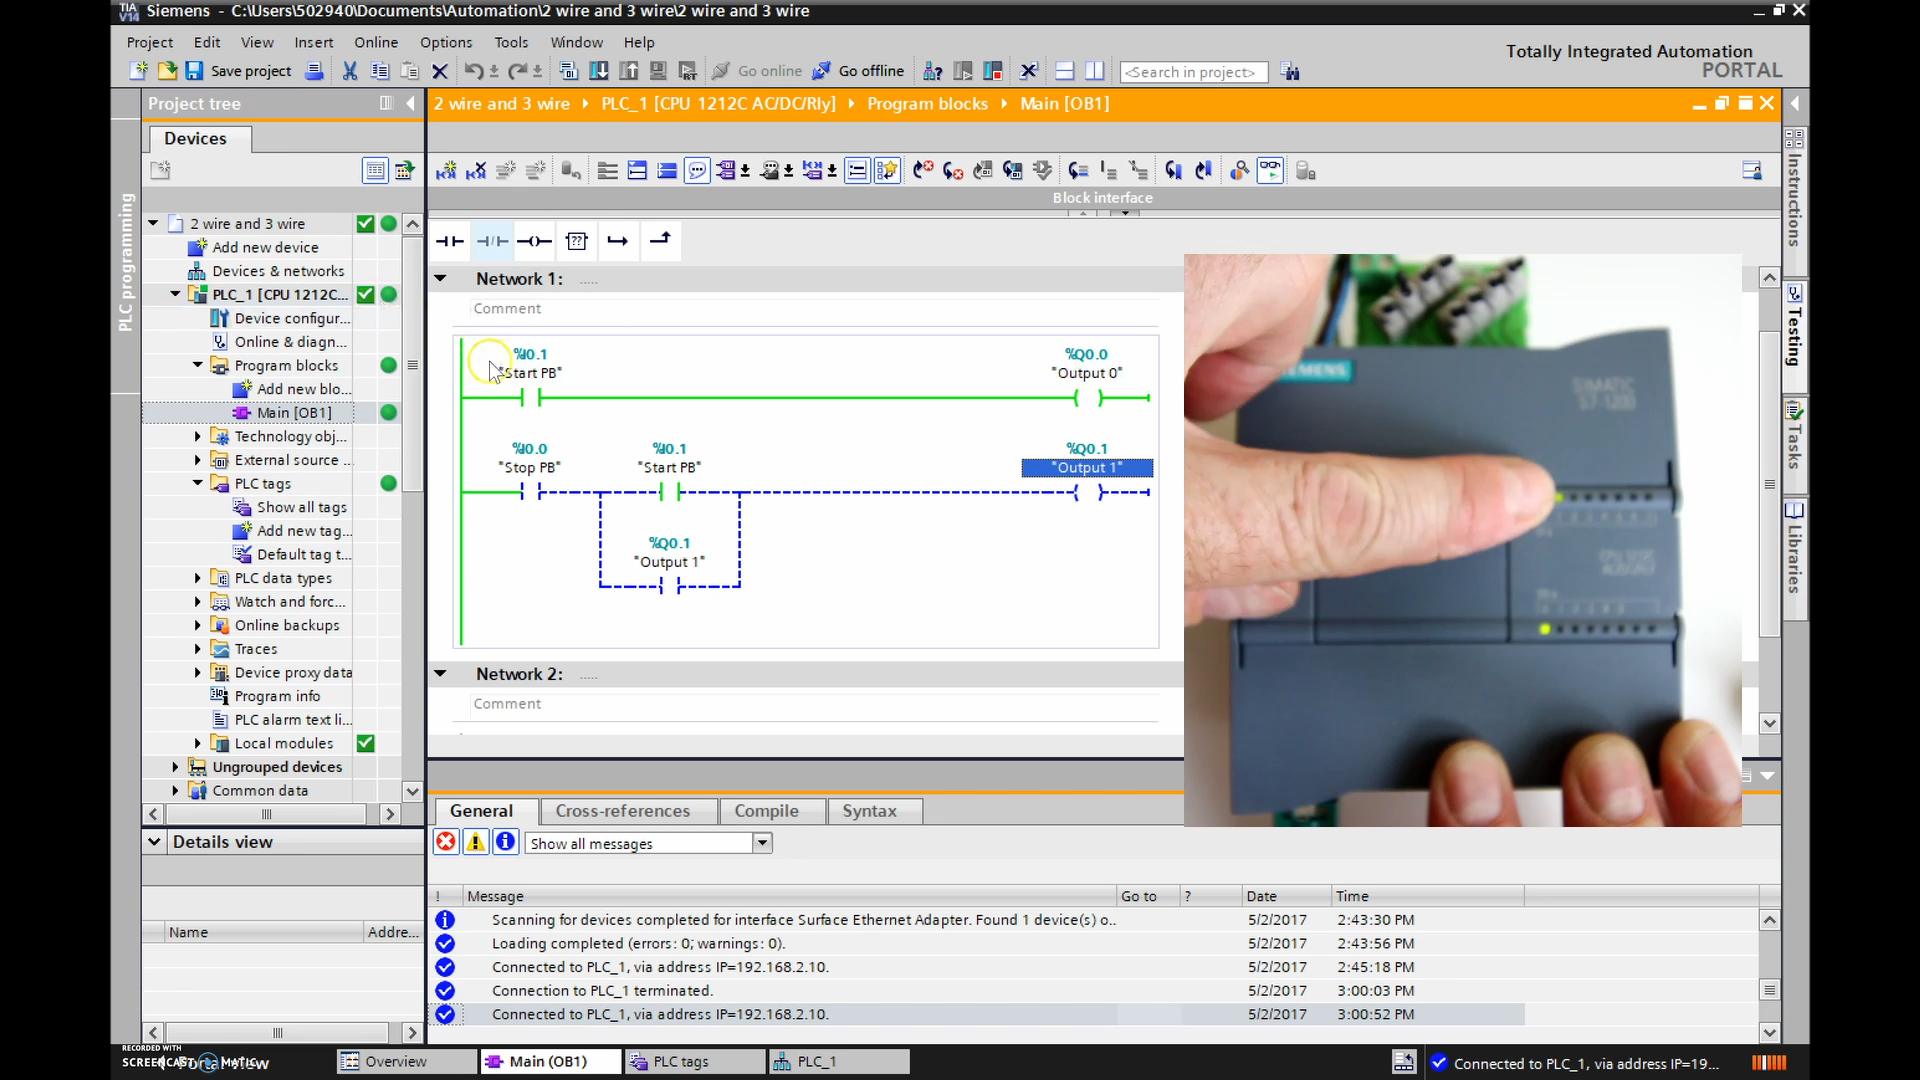 TIA V14 Siemens - C:\Users\502940\Documents\Automation\2 wire and 3 wire\2 wire and 3 wire
Project Edit View Insert Online Options Tools Window Help
Totally Integrated Automation
PORTAL
Save project Go online Go offline <Search in project>
Project tree
2 wire and 3 wire PLC_1 [CPU 1212C AC/DC/Rly] Program blocks Main [OB1]
Devices
PLC programming
Block interface
2 wire and 3 wire
Add new device
Devices & networks
PLC_1 [CPU 1212C...
Device configur...
Online & diagn...
Program blocks
Add new blo...
Main [OB1]
Technology obj...
External source ...
PLC tags
Show all tags
Add new tag...
Default tag t...
PLC data types
Watch and forc...
Online backups
Traces
Device proxy data
Program info
PLC alarm text li...
Local modules
Ungrouped devices
Common data
Details view
Name Addre...
??
Network 1: .....
Comment
%I0.1 %Q0.0
"Start PB" "Output 0"
%I0.0 %I0.1 %Q0.1
"Stop PB" "Start PB" "Output 1"
%Q0.1
"Output 1"
Network 2: .....
Comment
SIMATIC
S7-1200
Instructions
Testing
Tasks
Libraries
General Cross-references Compile Syntax
Show all messages
! Message Go to ? Date Time
Scanning for devices completed for interface Surface Ethernet Adapter. Found 1 device(s) o.. 5/2/2017 2:43:30 PM
Loading completed (errors: 0; warnings: 0). 5/2/2017 2:43:56 PM
Connected to PLC_1, via address IP=192.168.2.10. 5/2/2017 2:45:18 PM
Connection to PLC_1 terminated. 5/2/2017 3:00:03 PM
Connected to PLC_1, via address IP=192.168.2.10. 5/2/2017 3:00:52 PM
RECORDED WITH
SCREENCAST MATIC
Portal view Overview Main (OB1) PLC tags PLC_1 Connected to PLC_1, via address IP=19...